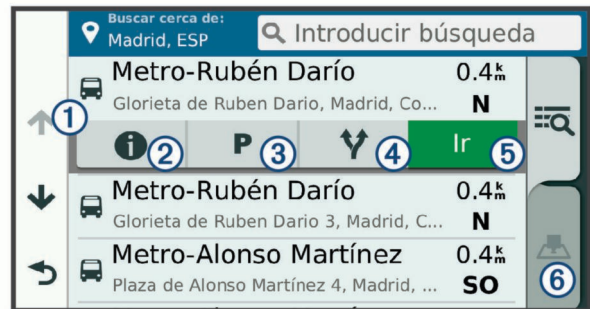 Buscar cerca de:
Madrid, ESP
Introducir búsqueda
Metro-Rubén Darío 0.4 km
Glorieta de Ruben Dario, Madrid, Co... N
1
2
P 3
4
Ir 5
Metro-Rubén Darío 0.4 km
Glorieta de Ruben Dario 3, Madrid, C... N
Metro-Alonso Martínez 0.4 km
Plaza de Alonso Martínez 4, Madrid, ... SO
6